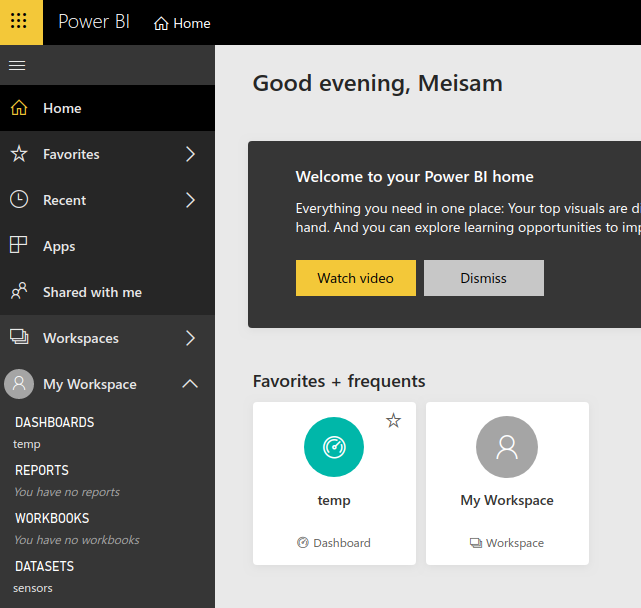 Power BI
Home
Home
Favorites
Recent
Apps
Shared with me
Workspaces
My Workspace
DASHBOARDS
temp
REPORTS
You have no reports
WORKBOOKS
You have no workbooks
DATASETS
sensors
Good evening, Meisam
Welcome to your Power BI home
Everything you need in one place: Your top visuals are
hand. And you can explore learning opportunities to
Watch video
Dismiss
Favorites + frequents
temp
Dashboard
My Workspace
Workspace